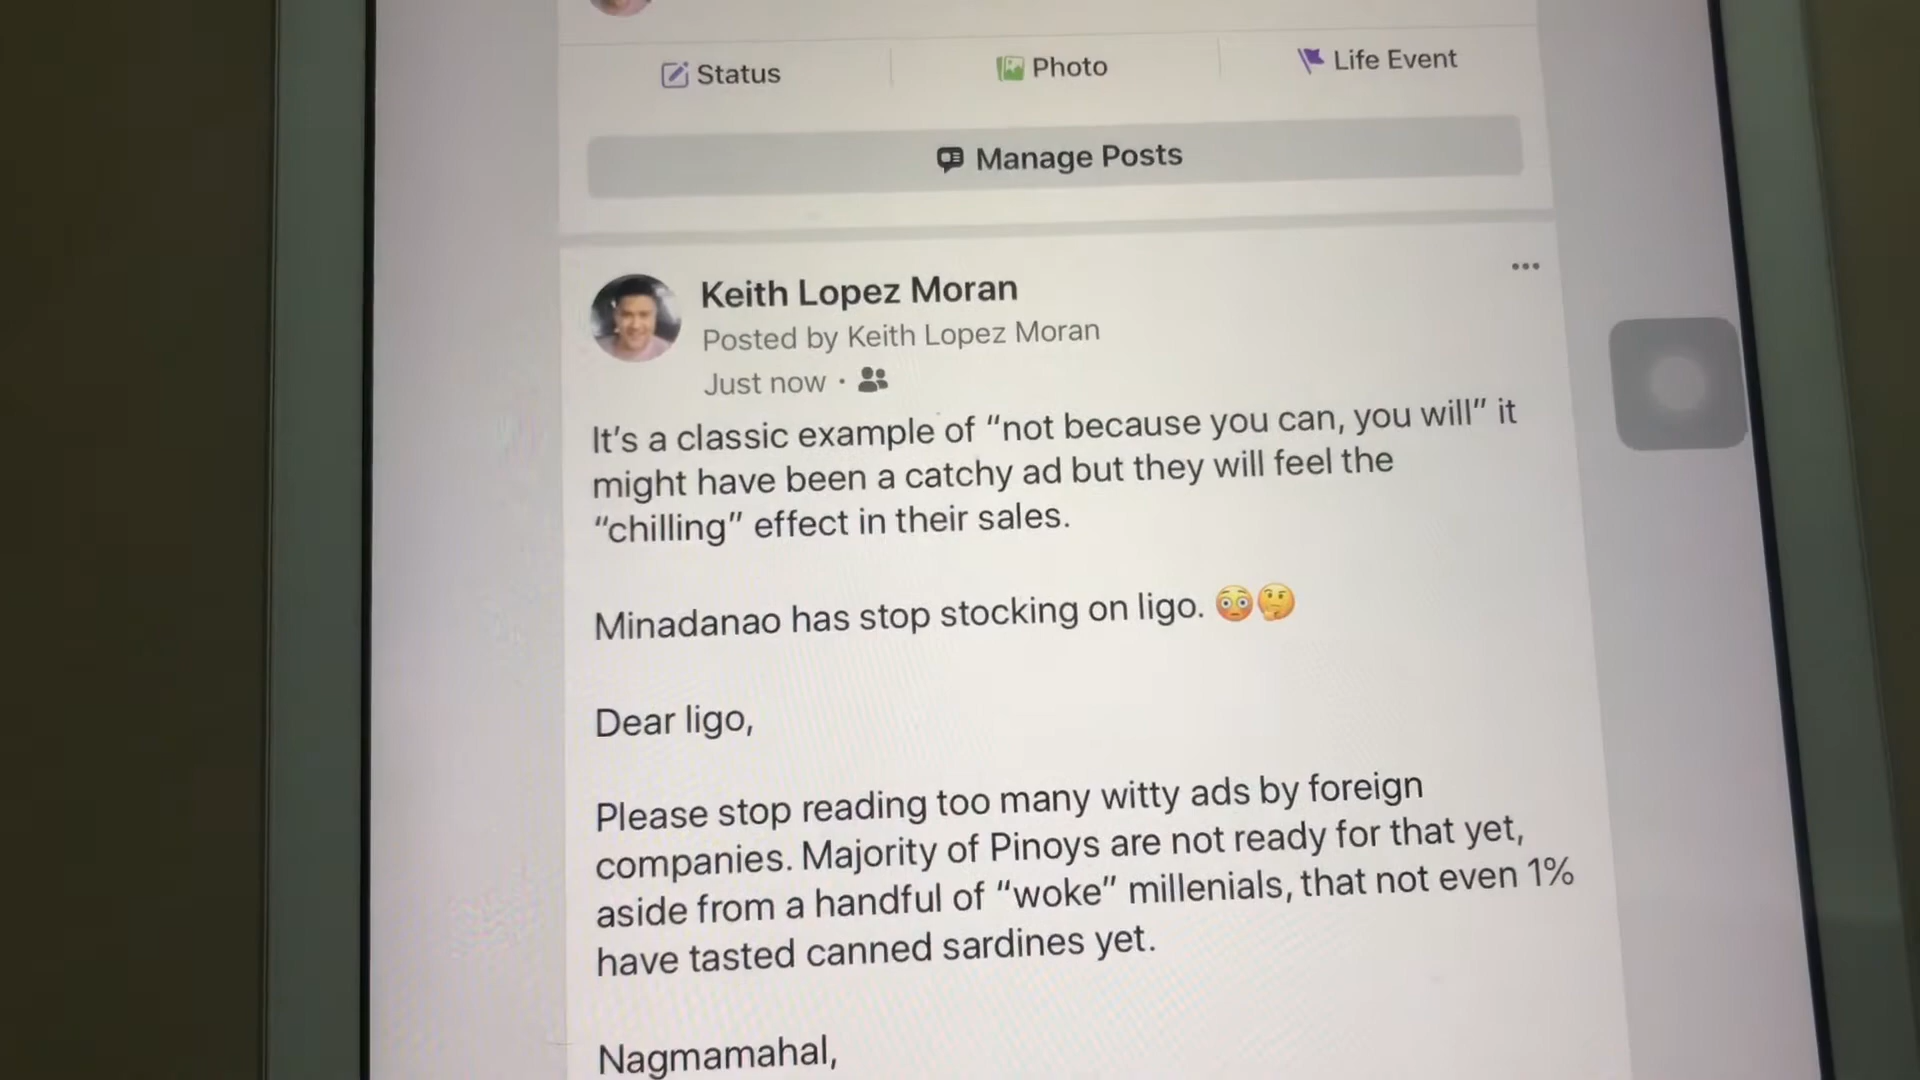 Status
Photo
Life Event
Manage Posts
Keith Lopez Moran
Posted by Keith Lopez Moran
Just now ·
It's a classic example of “not because you can, you will” it
might have been a catchy ad but they will feel the
“chilling” effect in their sales.
Minadanao has stop stocking on ligo. 😳🤔
Dear ligo,
Please stop reading too many witty ads by foreign
companies. Majority of Pinoys are not ready for that yet,
aside from a handful of “woke” millenials, that not even 1%
have tasted canned sardines yet.
Nagmamahal,